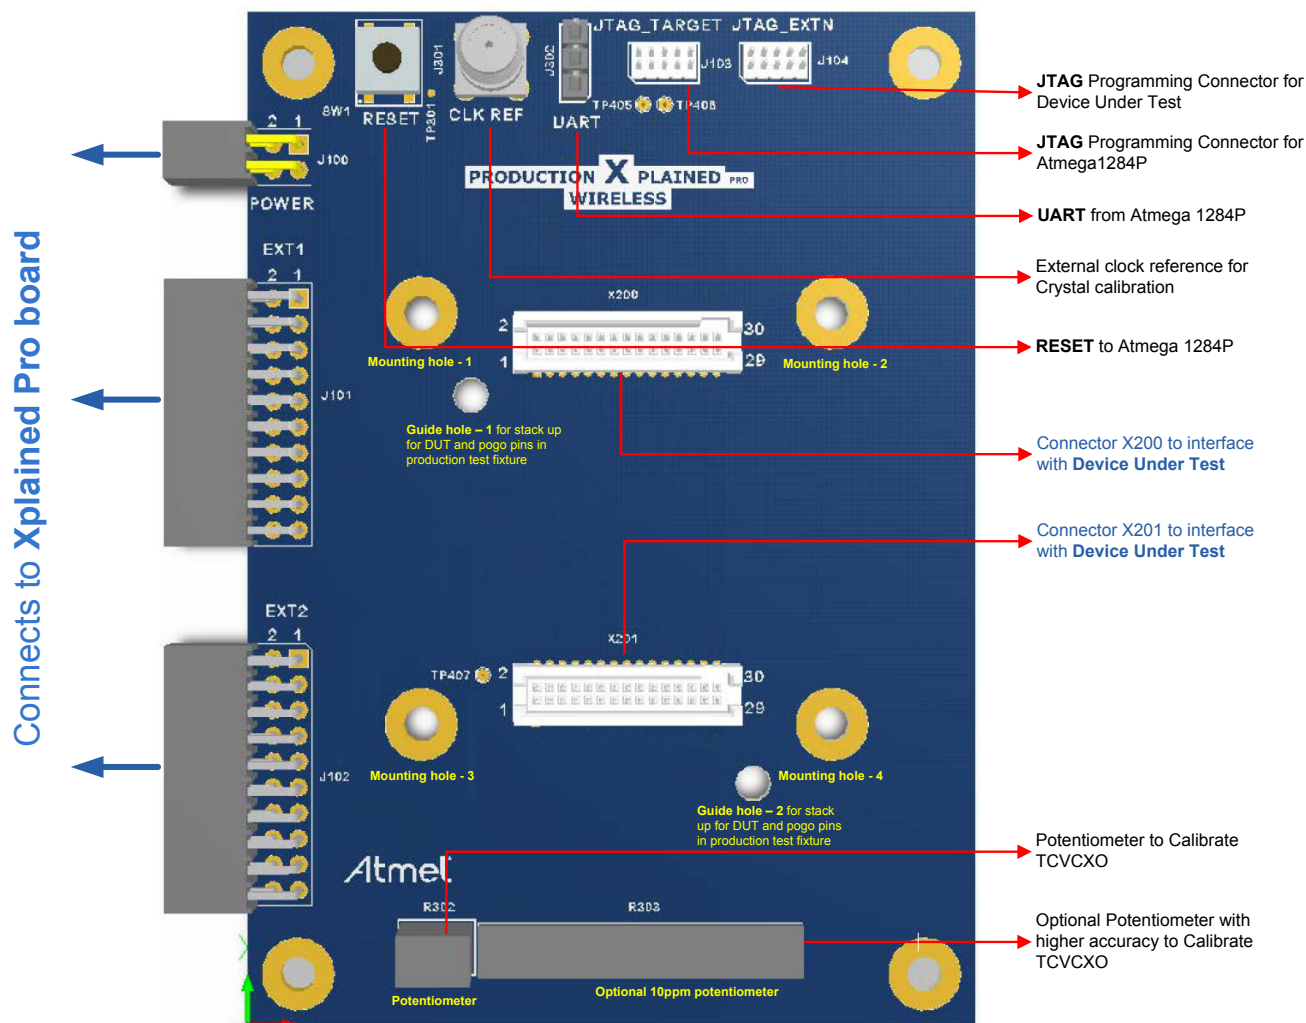 JTAG_TARGET JTAG_EXTN
J301
J302
J103
J104
SW1
RESET
TP301
CLK REF
TP405
TP406
UART
2 1
J100
POWER
PRODUCTION X PLAINED PRO
WIRELESS
EXT1
2 1
J101
X200
2
30
1
29
Mounting hole - 1
Mounting hole - 2
Guide hole – 1 for stack up
for DUT and pogo pins in
production test fixture
EXT2
2 1
J102
X201
TP407
2
30
1
29
Mounting hole - 3
Mounting hole - 4
Guide hole – 2 for stack
up for DUT and pogo pins
in production test fixture
Atmel
R302
R303
Potentiometer
Optional 10ppm potentiometer
Connects to Xplained Pro board
JTAG Programming Connector for
Device Under Test
JTAG Programming Connector for
Atmega1284P
UART from Atmega 1284P
External clock reference for
Crystal calibration
RESET to Atmega 1284P
Connector X200 to interface
with Device Under Test
Connector X201 to interface
with Device Under Test
Potentiometer to Calibrate
TCVCXO
Optional Potentiometer with
higher accuracy to Calibrate
TCVCXO